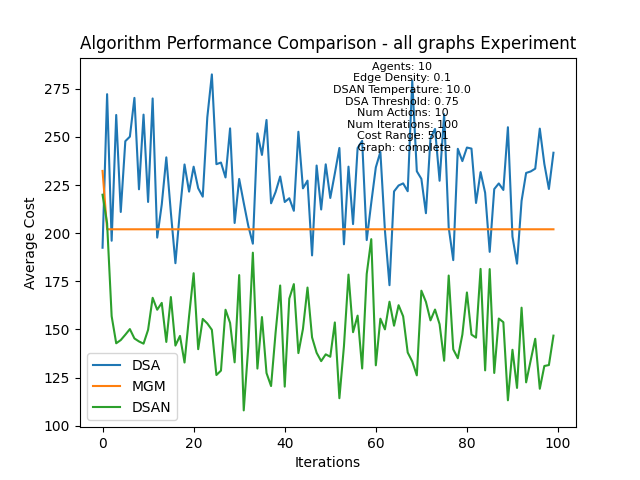 Algorithm Performance Comparison - all graphs Experiment
Agents: 10
Edge Density: 0.1
DSAN Temperature: 10.0
DSA Threshold: 0.75
Num Actions: 10
Num Iterations: 100
Cost Range: 501
Graph: complete
275
250
225
200
175
150
125
100
Average Cost
DSA
MGM
DSAN
0
20
40
60
80
100
Iterations